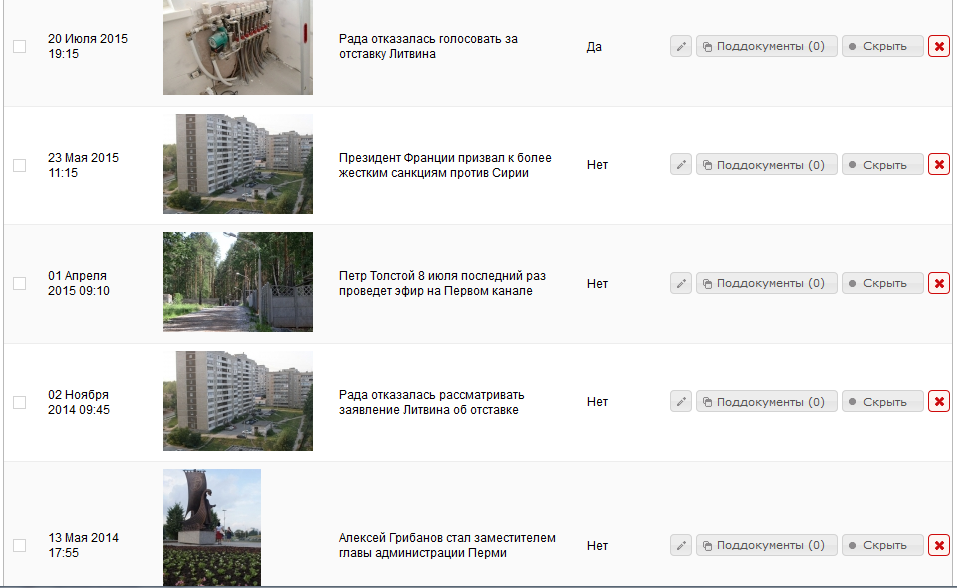 20 Июля 2015
19:15
Рада отказалась голосовать за
отставку Литвина
Да
Поддокументы (0)
Скрыть
23 Мая 2015
11:15
Президент Франции призвал к более
жестким санкциям против Сирии
Нет
Поддокументы (0)
Скрыть
01 Апреля
2015 09:10
Петр Толстой 8 июля последний раз
проведет эфир на Первом канале
Нет
Поддокументы (0)
Скрыть
02 Ноября
2014 09:45
Рада отказалась рассматривать
заявление Литвина об отставке
Нет
Поддокументы (0)
Скрыть
13 Мая 2014
17:55
Алексей Грибанов стал заместителем
главы администрации Перми
Нет
Поддокументы (0)
Скрыть